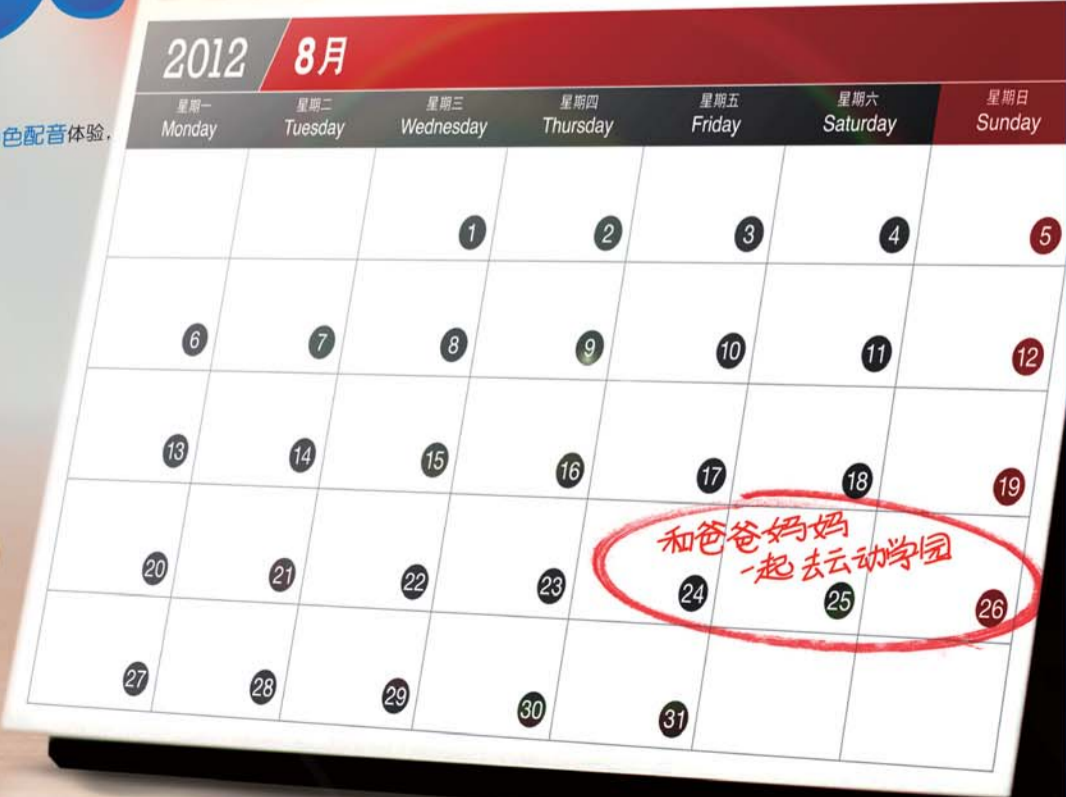 色配音体验,
2012 8月
星期一 星期二 星期三 星期四 星期五 星期六 星期日
Monday Tuesday Wednesday Thursday Friday Saturday Sunday
1 2 3 4 5
6 7 8 9 10 11 12
13 14 15 16 17 18 19
和爸爸妈妈
一起去云动学园
20 21 22 23 24 25 26
27 28 29 30 31